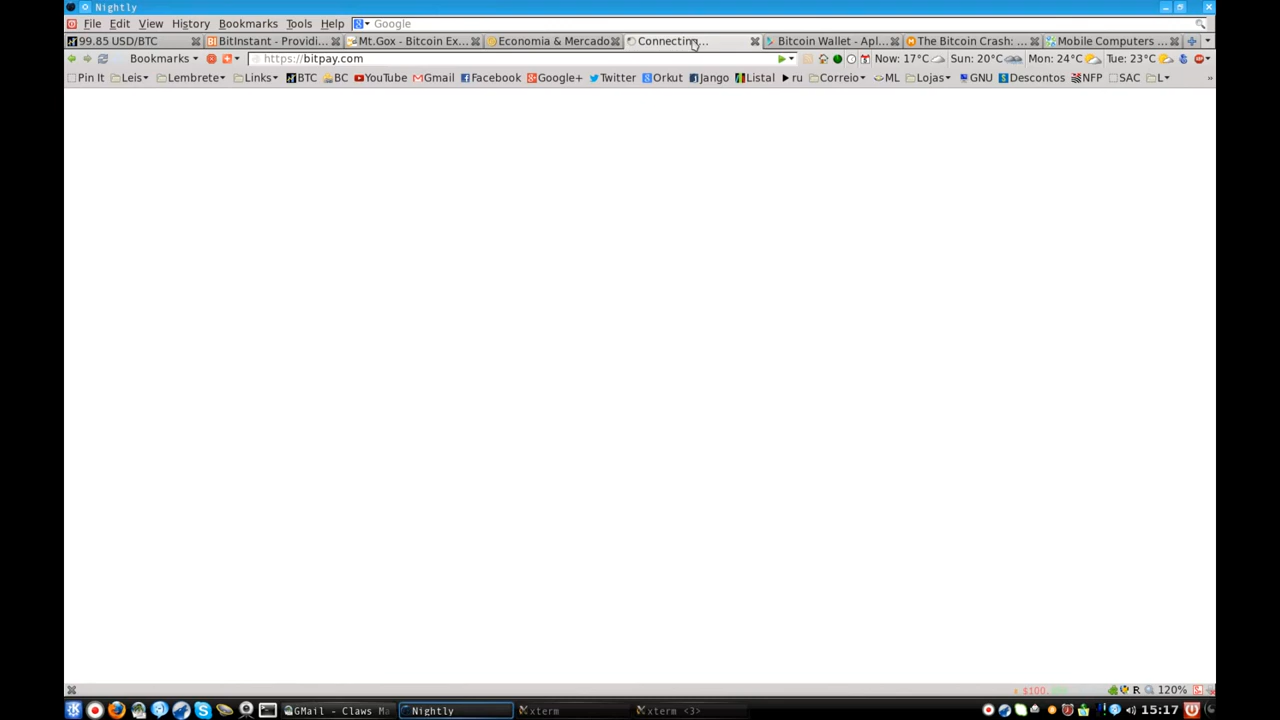 Nightly
File Edit View History Bookmarks Tools Help Google
99.85 USD/BTC BitInstant - Providi... Mt.Gox - Bitcoin Ex... Economia & Mercado Connecting... Bitcoin Wallet - Apl... The Bitcoin Crash: ... Mobile Computers ...
Bookmarks https://bitpay.com Now: 17°C Sun: 20°C Mon: 24°C Tue: 23°C
Pin It Leis Lembrete Links BTC BC YouTube Gmail Facebook Google+ Twitter Orkut Jango Listal ru Correio ML Lojas GNU Descontos NFP SAC L
$100. R 120%
GMail - Claws Ma Nightly xterm xterm <3> 15:17